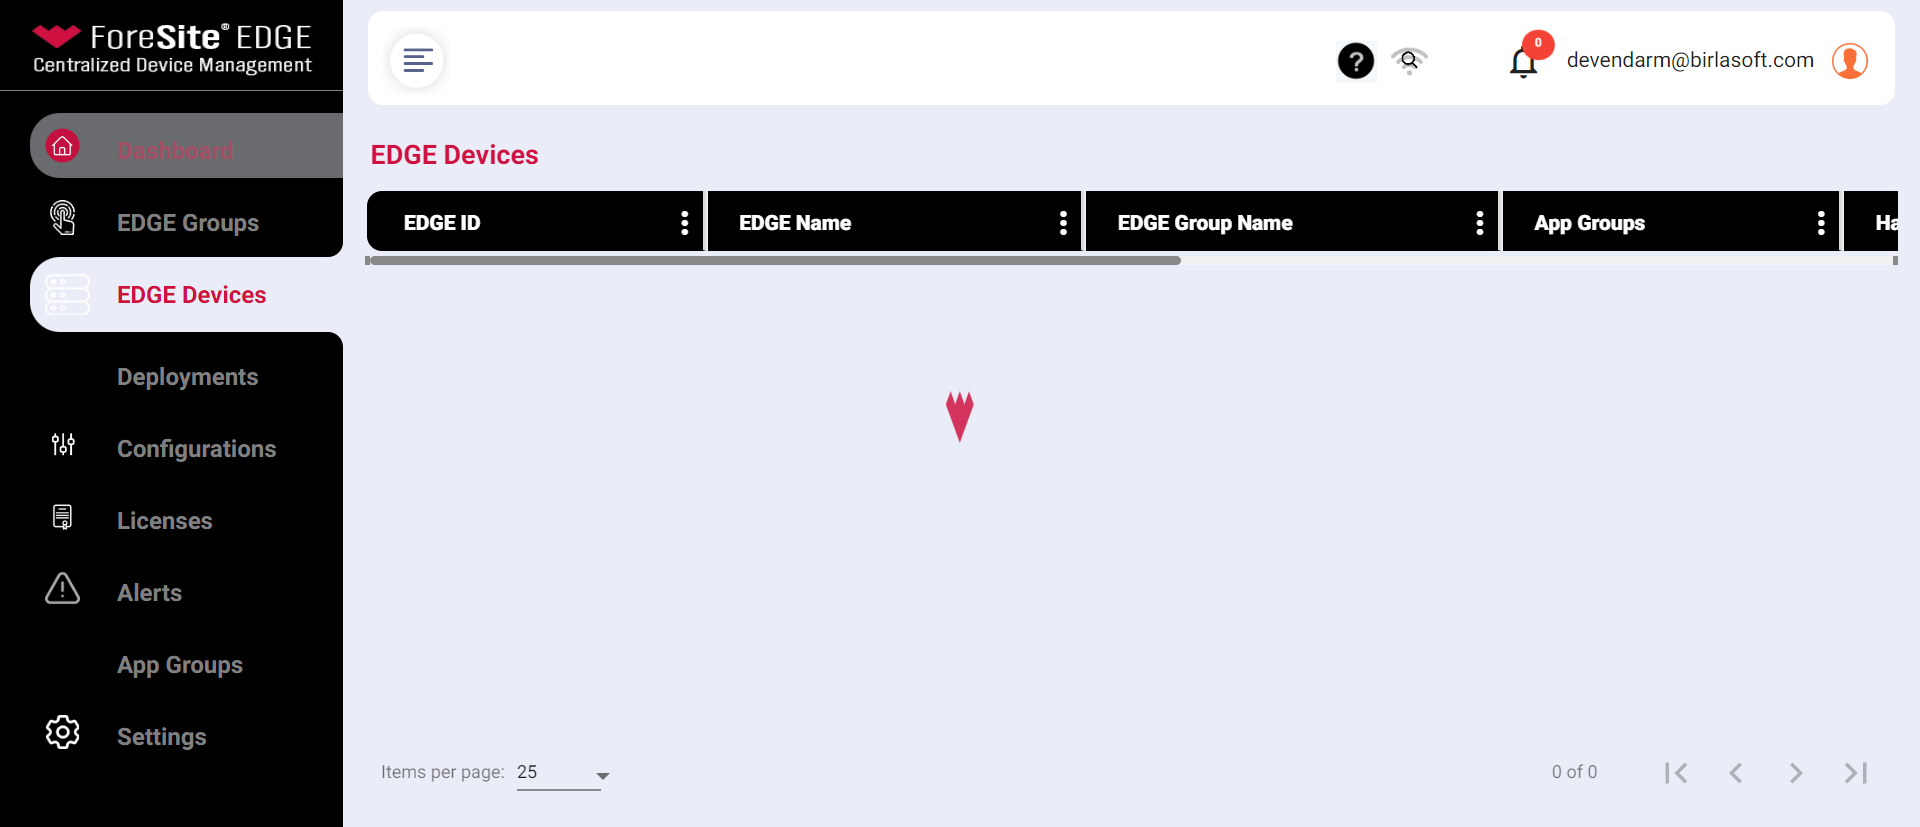 ForeSite® EDGE
Centralized Device Management
?
0
devendarm@birlasoft.com
Dashboard
EDGE Groups
EDGE Devices
Deployments
Configurations
Licenses
Alerts
App Groups
Settings
EDGE Devices
EDGE ID EDGE Name EDGE Group Name App Groups Ha
Items per page: 25
0 of 0